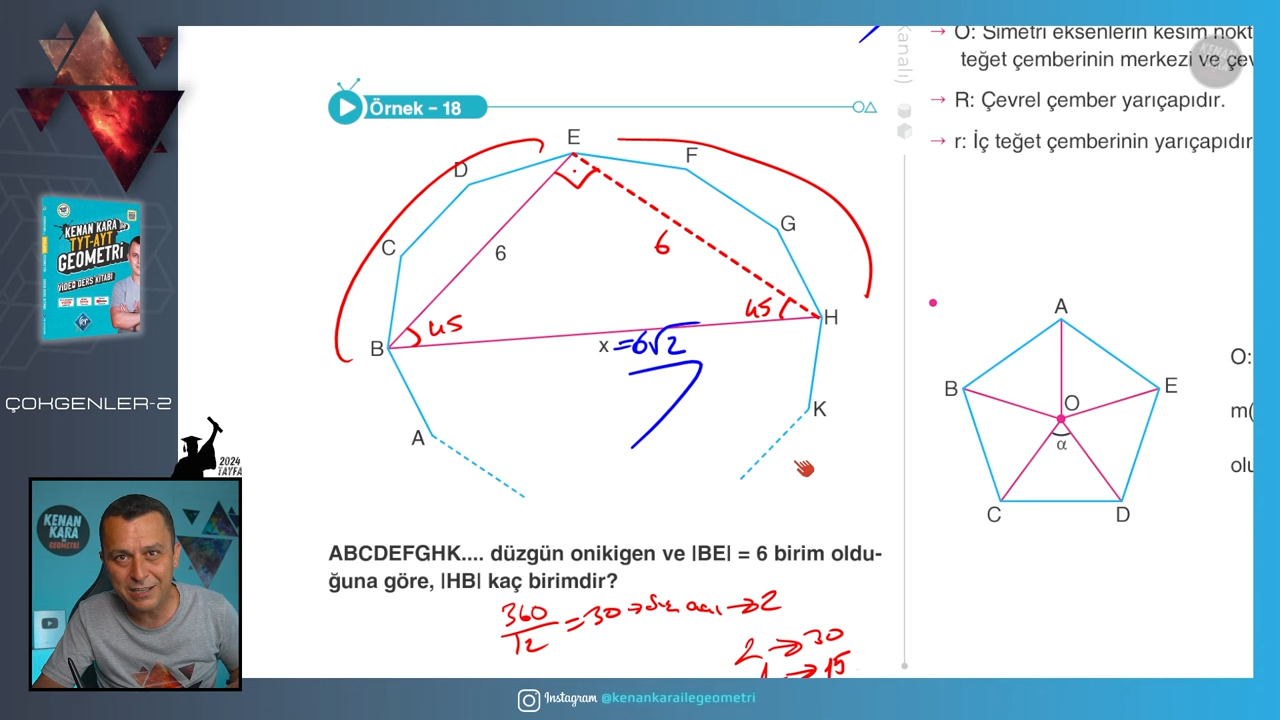 → O: Simetri eksenlerin kesim nokt
teğet çemberinin merkezi ve çev
→ R: Çevrel çember yarıçapıdır.
→ r: İç teğet çemberinin yarıçapıdır
Kanalı)
Örnek – 18
E
D
F
C
G
6
6
45
45
B
H
x =6√2
A
K
ABCDEFGHK.... düzgün onikigen ve |BE| = 6 birim oldu-
ğuna göre, |HB| kaç birimdir?
360
12
=30 → Dış açı → 2
2 → 30
1 → 15
A
B
E
O
α
C
D
O:
m(
olu
KENAN KARA
TYT-AYT
GEOMETRİ
VİDEO DERS KİTABI
ÇOKGENLER-2
2024
TAYFA
KENAN
KARA
GEOMETRİ
Instagram @kenankarailegeometri